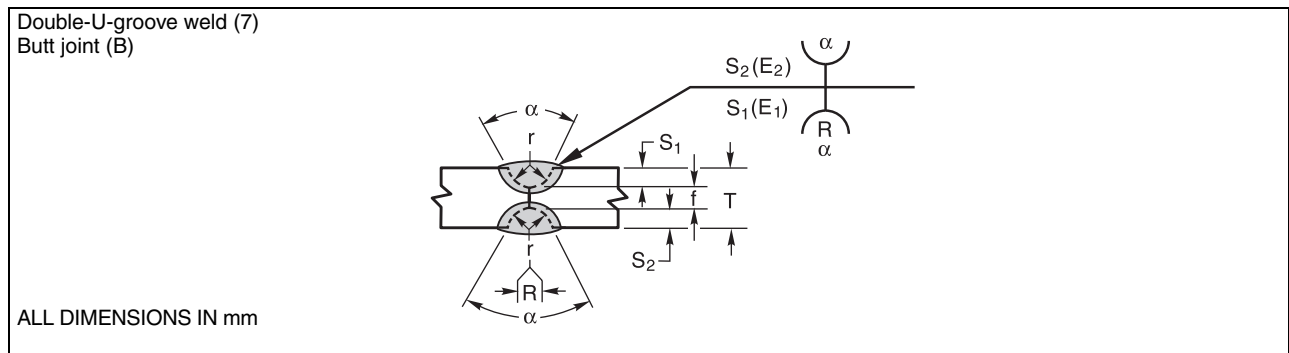 Double-U-groove weld (7)
Butt joint (B)
α
S2(E2)
S1(E1)
R
α
α
r
S1
f
T
S2
r
R
α
ALL DIMENSIONS IN mm